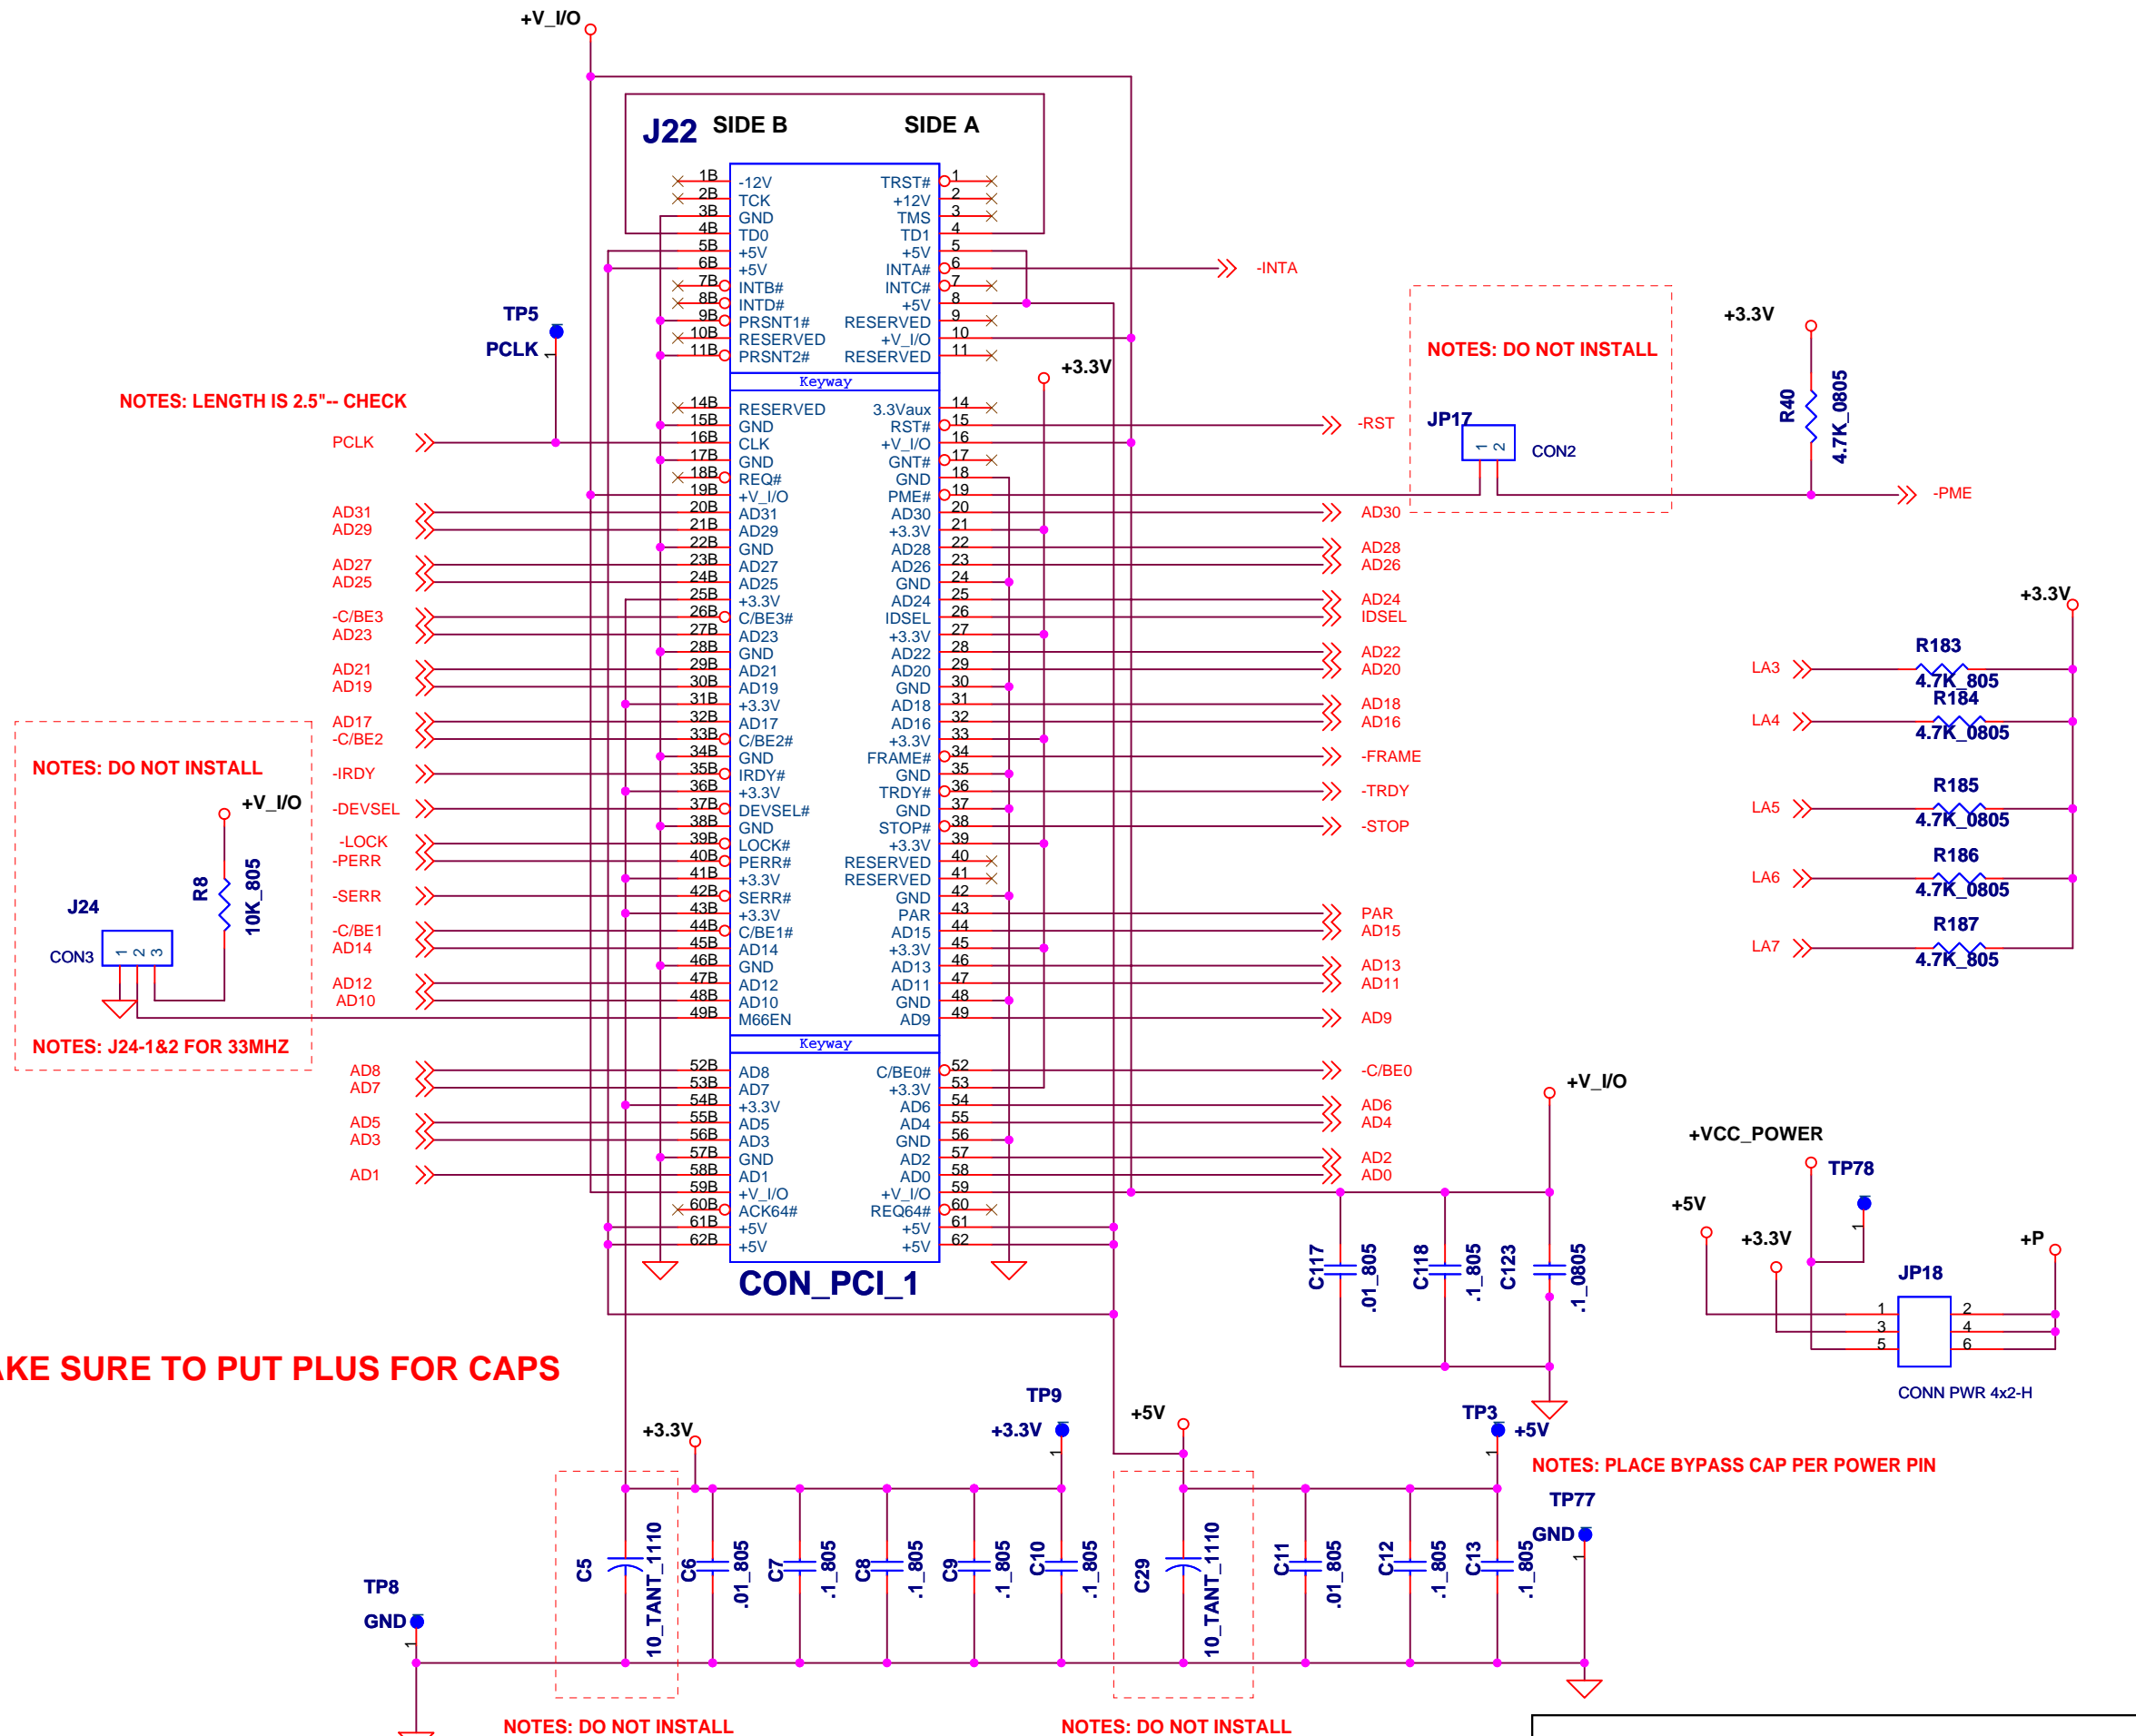 +V_I/O
J22 SIDE B SIDE A
1B -12V TRST# 1
2B TCK +12V 2
3B GND TMS 3
4B TD0 TD1 4
5B +5V +5V 5
6B +5V INTA# 6 -INTA
7B INTB# INTC# 7
8B INTD# +5V 8
9B PRSNT1# RESERVED 9
10B RESERVED +V_I/O 10
11B PRSNT2# RESERVED 11
Keyway
TP5
PCLK 1
+3.3V
NOTES: LENGTH IS 2.5"-- CHECK
14B RESERVED 3.3Vaux 14
15B GND RST# 15 -RST
PCLK 16B CLK +V_I/O 16
17B GND GNT# 17
18B REQ# GND 18
19B +V_I/O PME# 19
AD31 20B AD31 AD30 20 AD30
AD29 21B AD29 +3.3V 21
22B GND AD28 22 AD28
AD27 23B AD27 AD26 23 AD26
AD25 24B AD25 GND 24
25B +3.3V AD24 25 AD24
-C/BE3 26B C/BE3# IDSEL 26 IDSEL
AD23 27B AD23 +3.3V 27
28B GND AD22 28 AD22
AD21 29B AD21 AD20 29 AD20
AD19 30B AD19 GND 30
31B +3.3V AD18 31 AD18
AD17 32B AD17 AD16 32 AD16
-C/BE2 33B C/BE2# +3.3V 33
34B GND FRAME# 34 -FRAME
-IRDY 35B IRDY# GND 35
36B +3.3V TRDY# 36 -TRDY
-DEVSEL 37B DEVSEL# GND 37
38B GND STOP# 38 -STOP
-LOCK 39B LOCK# +3.3V 39
-PERR 40B PERR# RESERVED 40
41B +3.3V RESERVED 41
-SERR 42B SERR# GND 42
43B +3.3V PAR 43 PAR
-C/BE1 44B C/BE1# AD15 44 AD15
AD14 45B AD14 +3.3V 45
46B GND AD13 46 AD13
AD12 47B AD12 AD11 47 AD11
AD10 48B AD10 GND 48
49B M66EN AD9 49 AD9
Keyway
AD8 52B AD8 C/BE0# 52 -C/BE0
AD7 53B AD7 +3.3V 53
54B +3.3V AD6 54 AD6
AD5 55B AD5 AD4 55 AD4
AD3 56B AD3 GND 56
57B GND AD2 57 AD2
AD1 58B AD1 AD0 58 AD0
59B +V_I/O +V_I/O 59
60B ACK64# REQ64# 60
61B +5V +5V 61
62B +5V +5V 62
CON_PCI_1
NOTES: DO NOT INSTALL
JP17
1 2
CON2
+3.3V
R40
4.7K_0805
-PME
+3.3V
R183
LA3
4.7K_805
R184
LA4
4.7K_0805
R185
LA5
4.7K_0805
R186
LA6
4.7K_0805
R187
LA7
4.7K_805
NOTES: DO NOT INSTALL
+V_I/O
R8
10K_805
J24
CON3
1 2 3
NOTES: J24-1&2 FOR 33MHZ
+V_I/O
C117
.01_805
C118
.1_805
C123
.1_0805
+VCC_POWER
TP78
1
+5V
+3.3V
+P
JP18
1 2
3 4
5 6
CONN PWR 4x2-H
AKE SURE TO PUT PLUS FOR CAPS
+3.3V
TP9
+3.3V
1
+5V
TP3
+5V
1
NOTES: PLACE BYPASS CAP PER POWER PIN
TP77
GND
1
TP8
GND
1
C5
10_TANT_1110
C6
.01_805
C7
.1_805
C8
.1_805
C9
.1_805
C10
.1_805
C29
10_TANT_1110
C11
.01_805
C12
.1_805
C13
.1_805
NOTES: DO NOT INSTALL
NOTES: DO NOT INSTALL